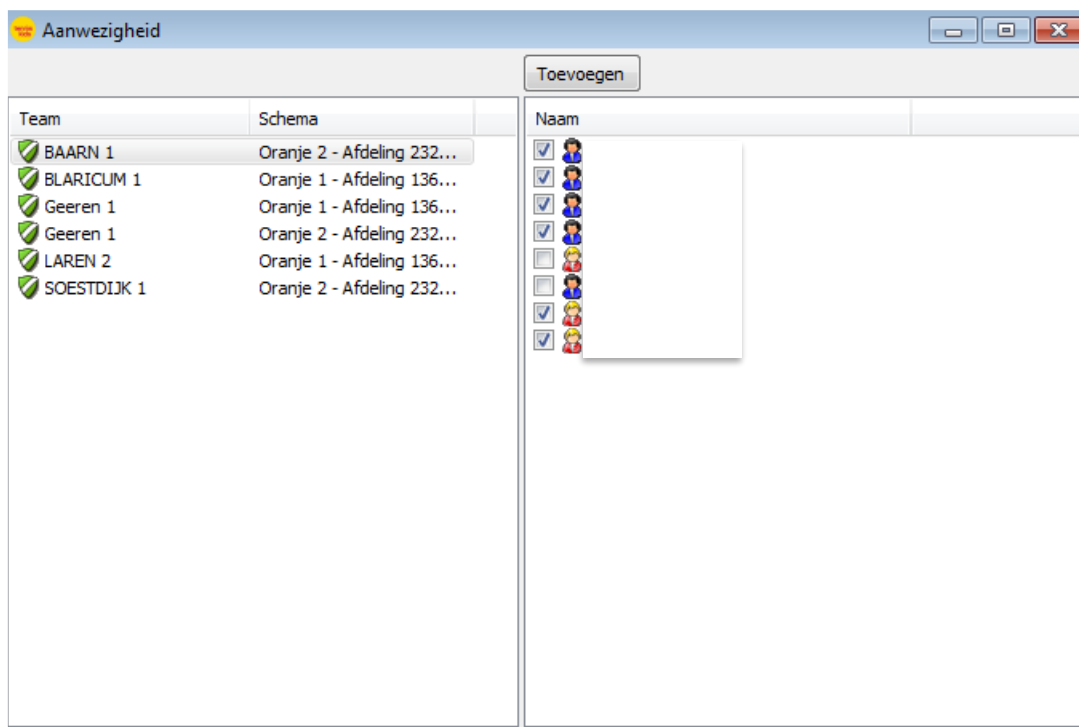 Aanwezigheid
Toevoegen
Team Schema Naam
BAARN 1 Oranje 2 - Afdeling 232...
BLARICUM 1 Oranje 1 - Afdeling 136...
Geeren 1 Oranje 1 - Afdeling 136...
Geeren 1 Oranje 2 - Afdeling 232...
LAREN 2 Oranje 1 - Afdeling 136...
SOESTDIJK 1 Oranje 2 - Afdeling 232...